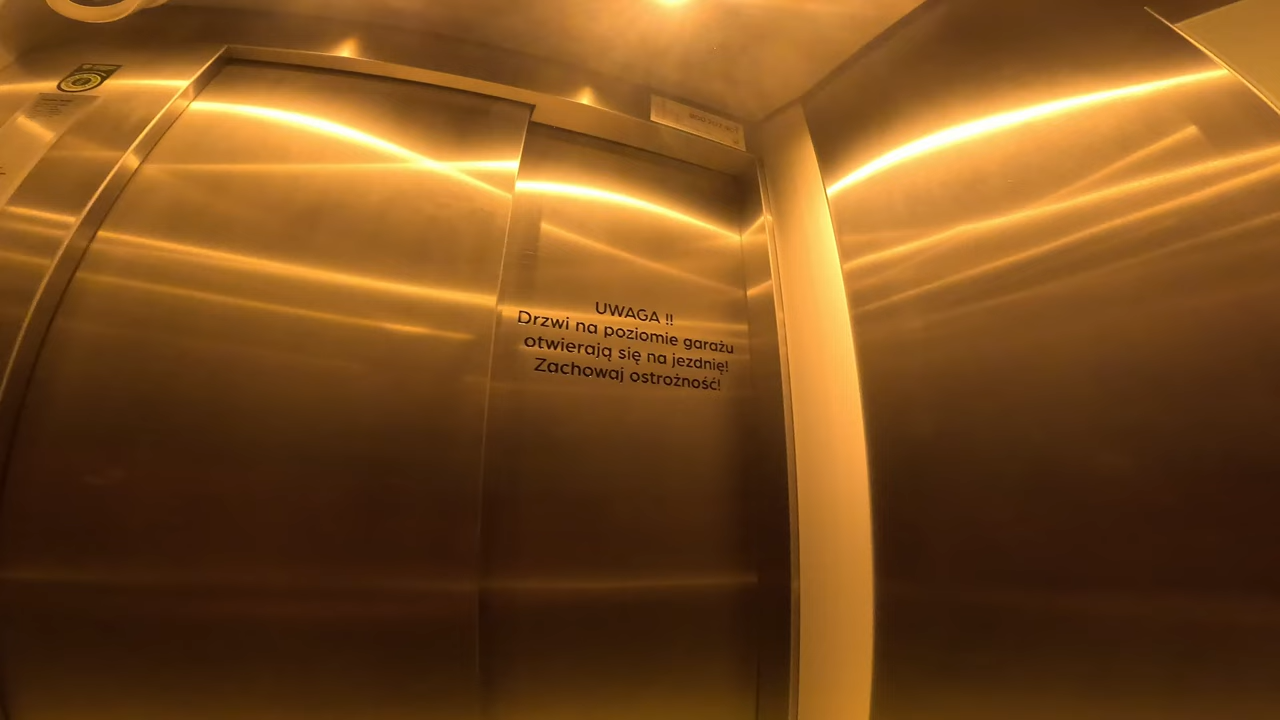 UWAGA !!
Drzwi na poziomie garażu
otwierają się na jezdnię!
Zachowaj ostrożność!